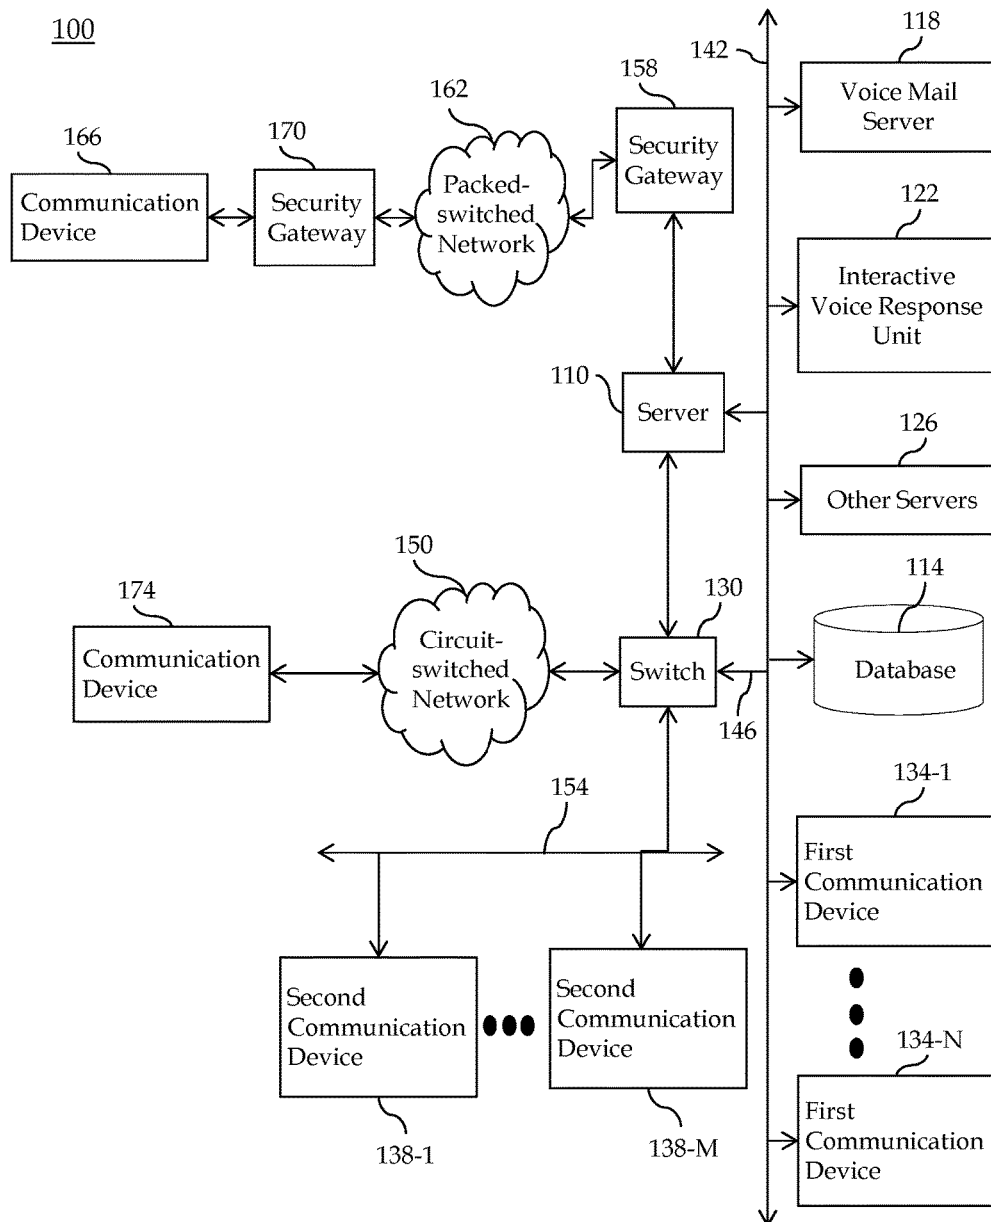 100
142
118
Voice Mail
Server
158
Security
Gateway
162
Packed-
switched
Network
170
Security
Gateway
166
Communication
Device
122
Interactive
Voice Response
Unit
110
Server
126
Other Servers
150
Circuit-
switched
Network
174
Communication
Device
130
Switch
146
114
Database
154
134-1
First
Communication
Device
Second
Communication
Device
138-1
Second
Communication
Device
138-M
134-N
First
Communication
Device